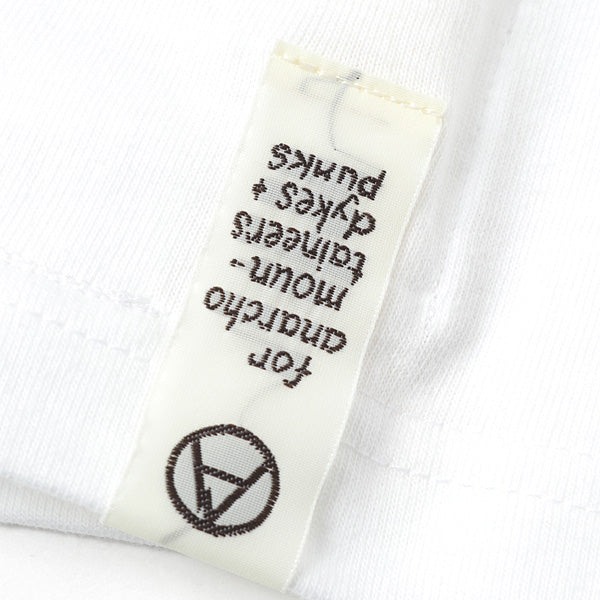 for
anarcho
moun-
taineers
dykes +
punks